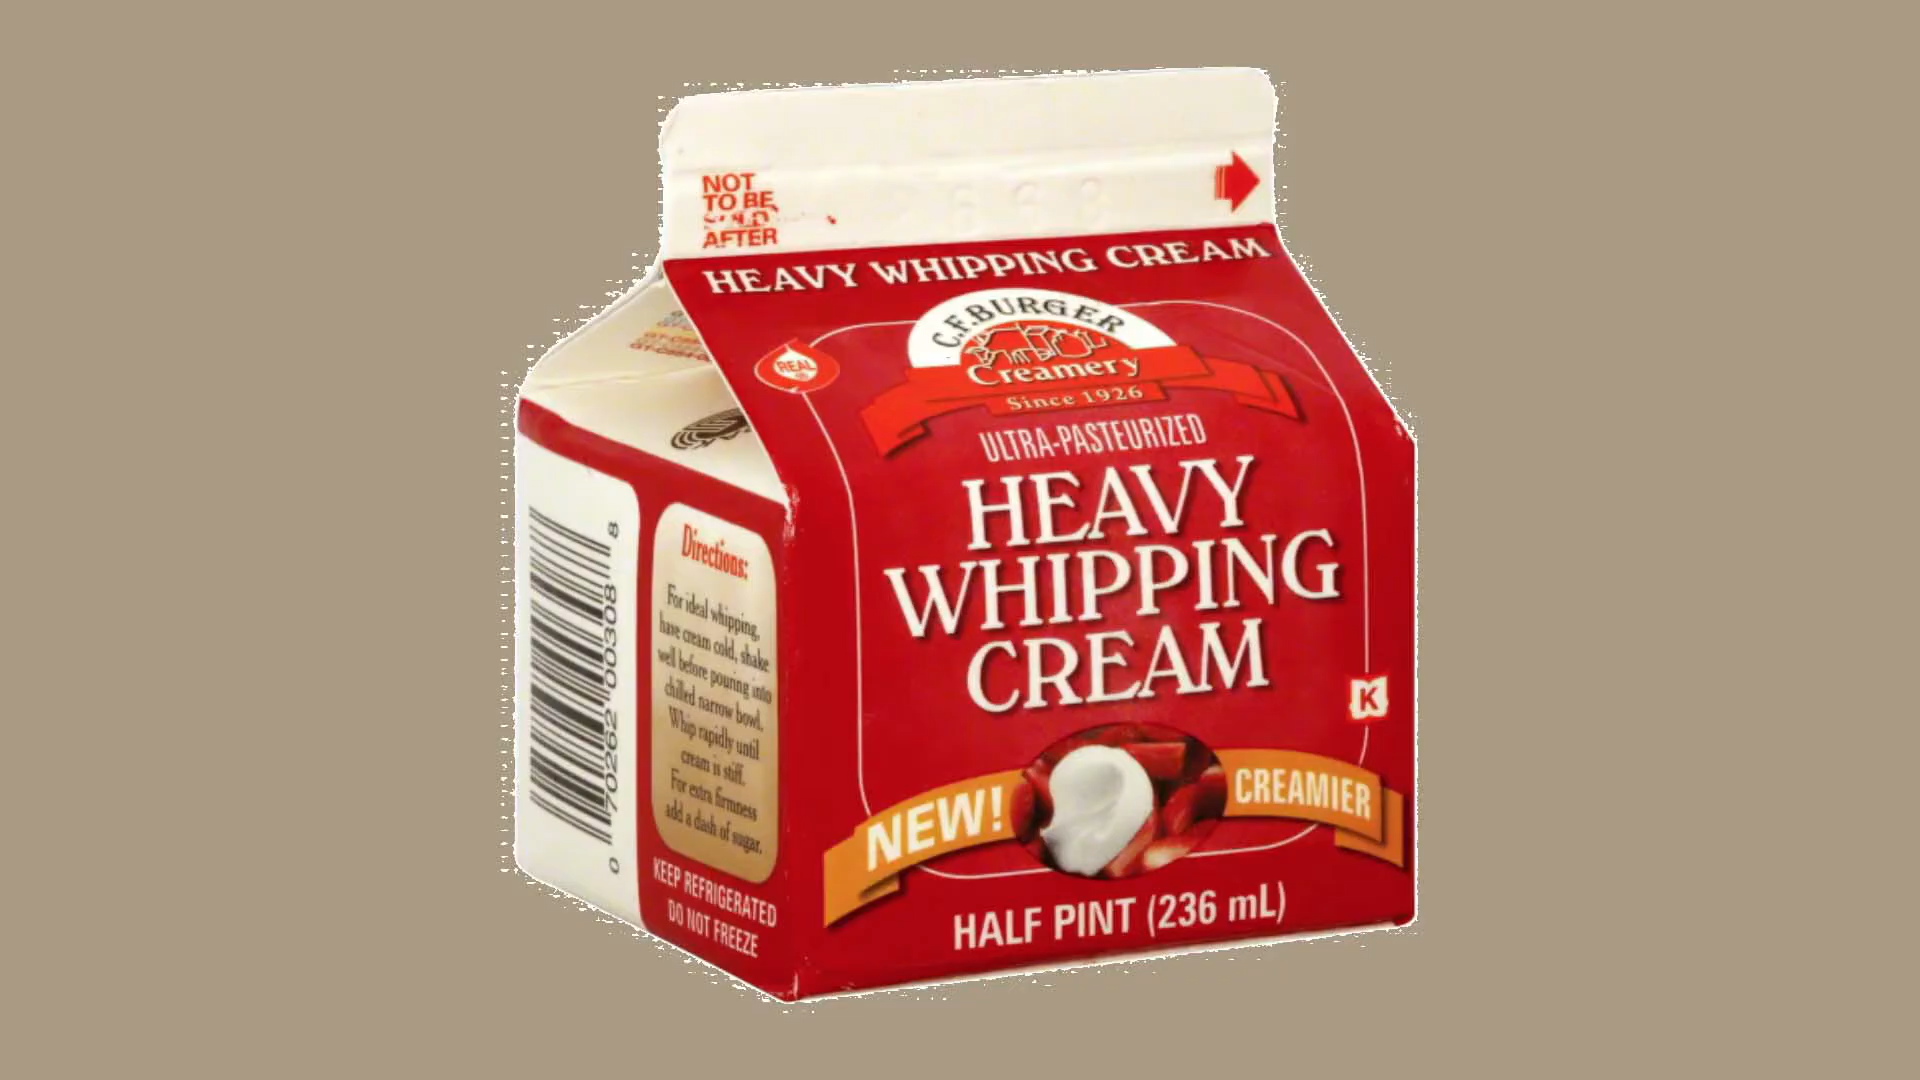 NOT
TO BE
SOLD
AFTER
HEAVY WHIPPING CREAM
C.F. BURGER
Creamery
Since 1926
REAL
ULTRA-PASTEURIZED
HEAVY
WHIPPING
CREAM
K
NEW!
CREAMIER
HALF PINT (236 mL)
Directions:
For ideal whipping,
have cream cold, shake
well before pouring into
chilled narrow bowl.
Whip rapidly until
cream is stiff.
For extra firmness
add a dash of sugar.
KEEP REFRIGERATED
DO NOT FREEZE
0 70262 00308 8